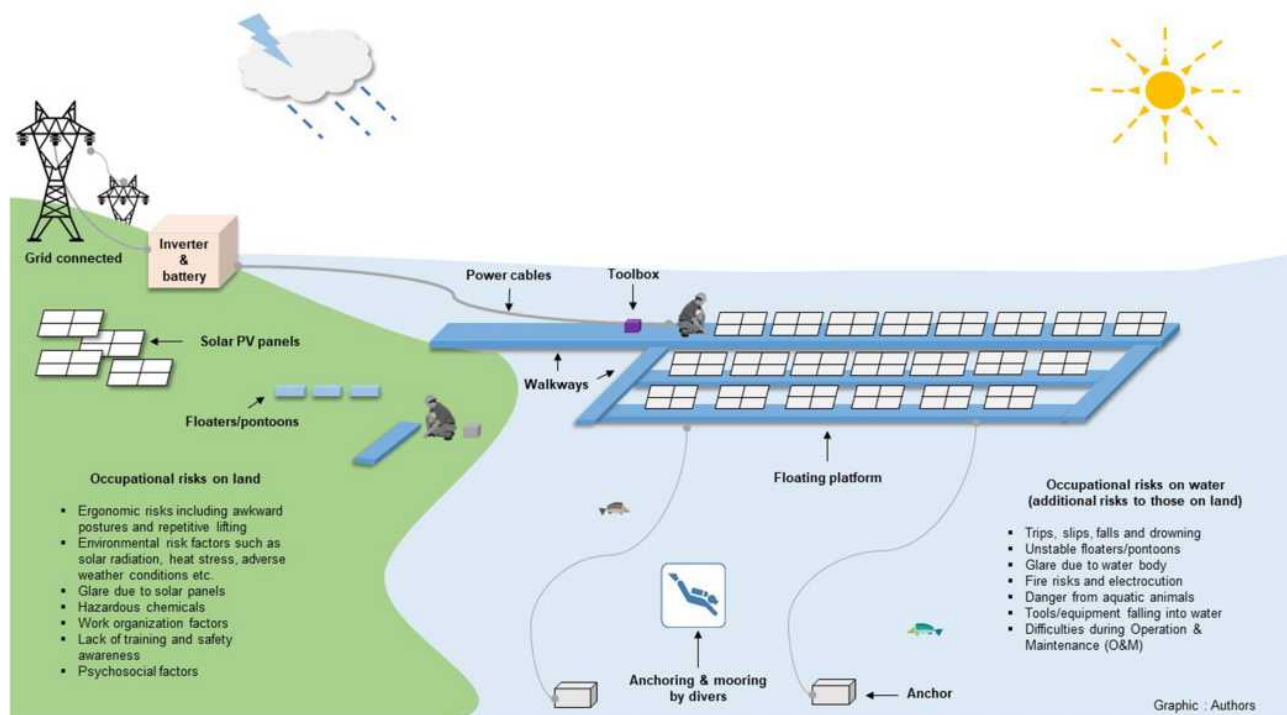 Grid connected
Inverter
&
battery
Power cables
Toolbox
Solar PV panels
Walkways
Floaters/pontoons
Floating platform
Occupational risks on land
▪ Ergonomic risks including awkward
postures and repetitive lifting
▪ Environmental risk factors such as
solar radiation, heat stress, adverse
weather conditions etc.
▪ Glare due to solar panels
▪ Hazardous chemicals
▪ Work organization factors
▪ Lack of training and safety
awareness
▪ Psychosocial factors
Occupational risks on water
(additional risks to those on land)
▪ Trips, slips, falls and drowning
▪ Unstable floaters/pontoons
▪ Glare due to water body
▪ Fire risks and electrocution
▪ Danger from aquatic animals
▪ Tools/equipment falling into water
▪ Difficulties during Operation &
Maintenance (O&M)
Anchoring & mooring
by divers
Anchor
Graphic : Authors